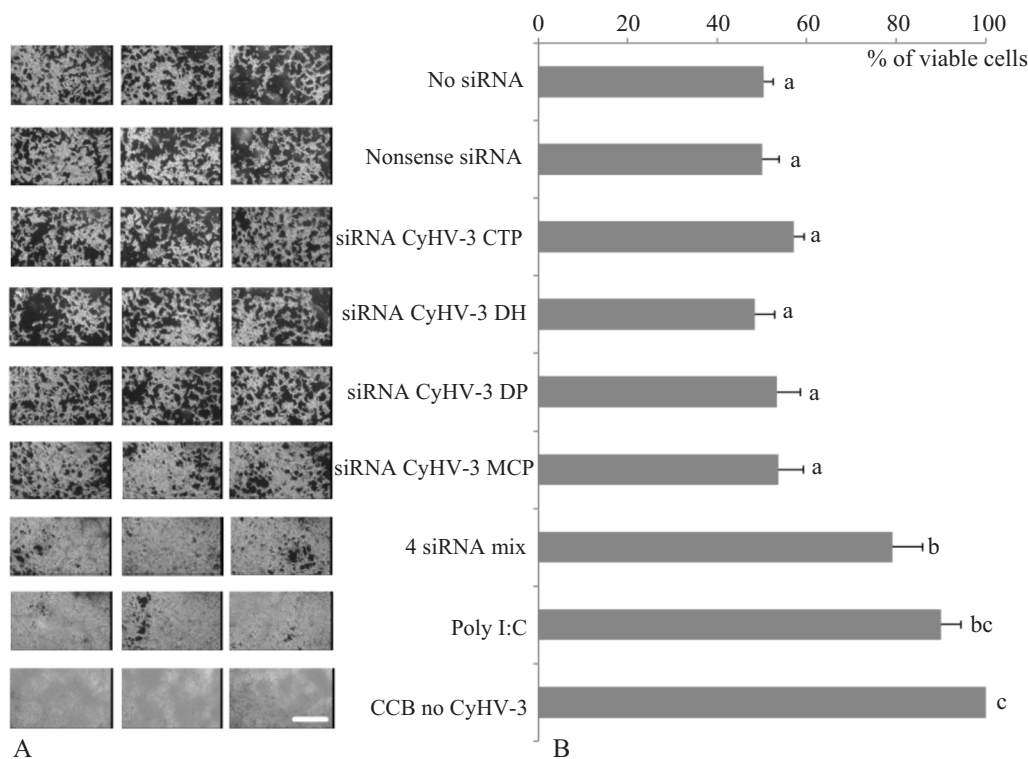 0 20 40 60 80 100
% of viable cells
No siRNA a
Nonsense siRNA a
siRNA CyHV-3 CTP a
siRNA CyHV-3 DH a
siRNA CyHV-3 DP a
siRNA CyHV-3 MCP a
4 siRNA mix b
Poly I:C bc
CCB no CyHV-3 c
A B